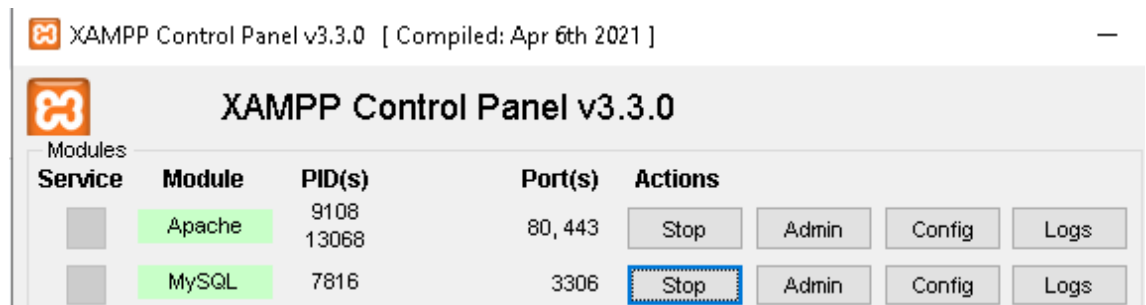 XAMPP Control Panel v3.3.0 [ Compiled: Apr 6th 2021 ]
XAMPP Control Panel v3.3.0
Modules
Service Module PID(s) Port(s) Actions
Apache 9108 13068 80, 443 Stop Admin Config Logs
MySQL 7816 3306 Stop Admin Config Logs